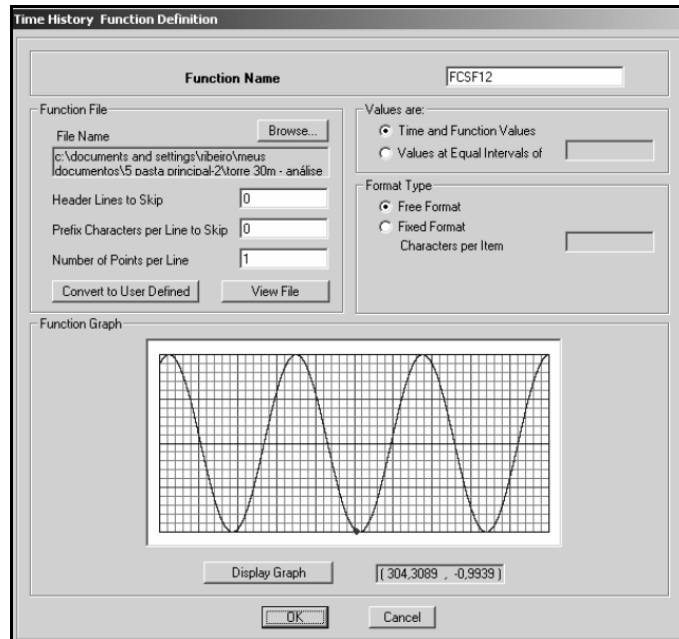 Time History Function Definition
Function Name
FCSF12
Function File
File Name
Browse...
c:\documents and settings\ribeiro\meus
documentos\5 pasta principal-2\torre 30m - análise
Header Lines to Skip
0
Prefix Characters per Line to Skip
0
Number of Points per Line
1
Convert to User Defined
View File
Values are:
Time and Function Values
Values at Equal Intervals of
Format Type
Free Format
Fixed Format
Characters per Item
Function Graph
Display Graph
( 304,3089 , -0,9939 )
OK
Cancel